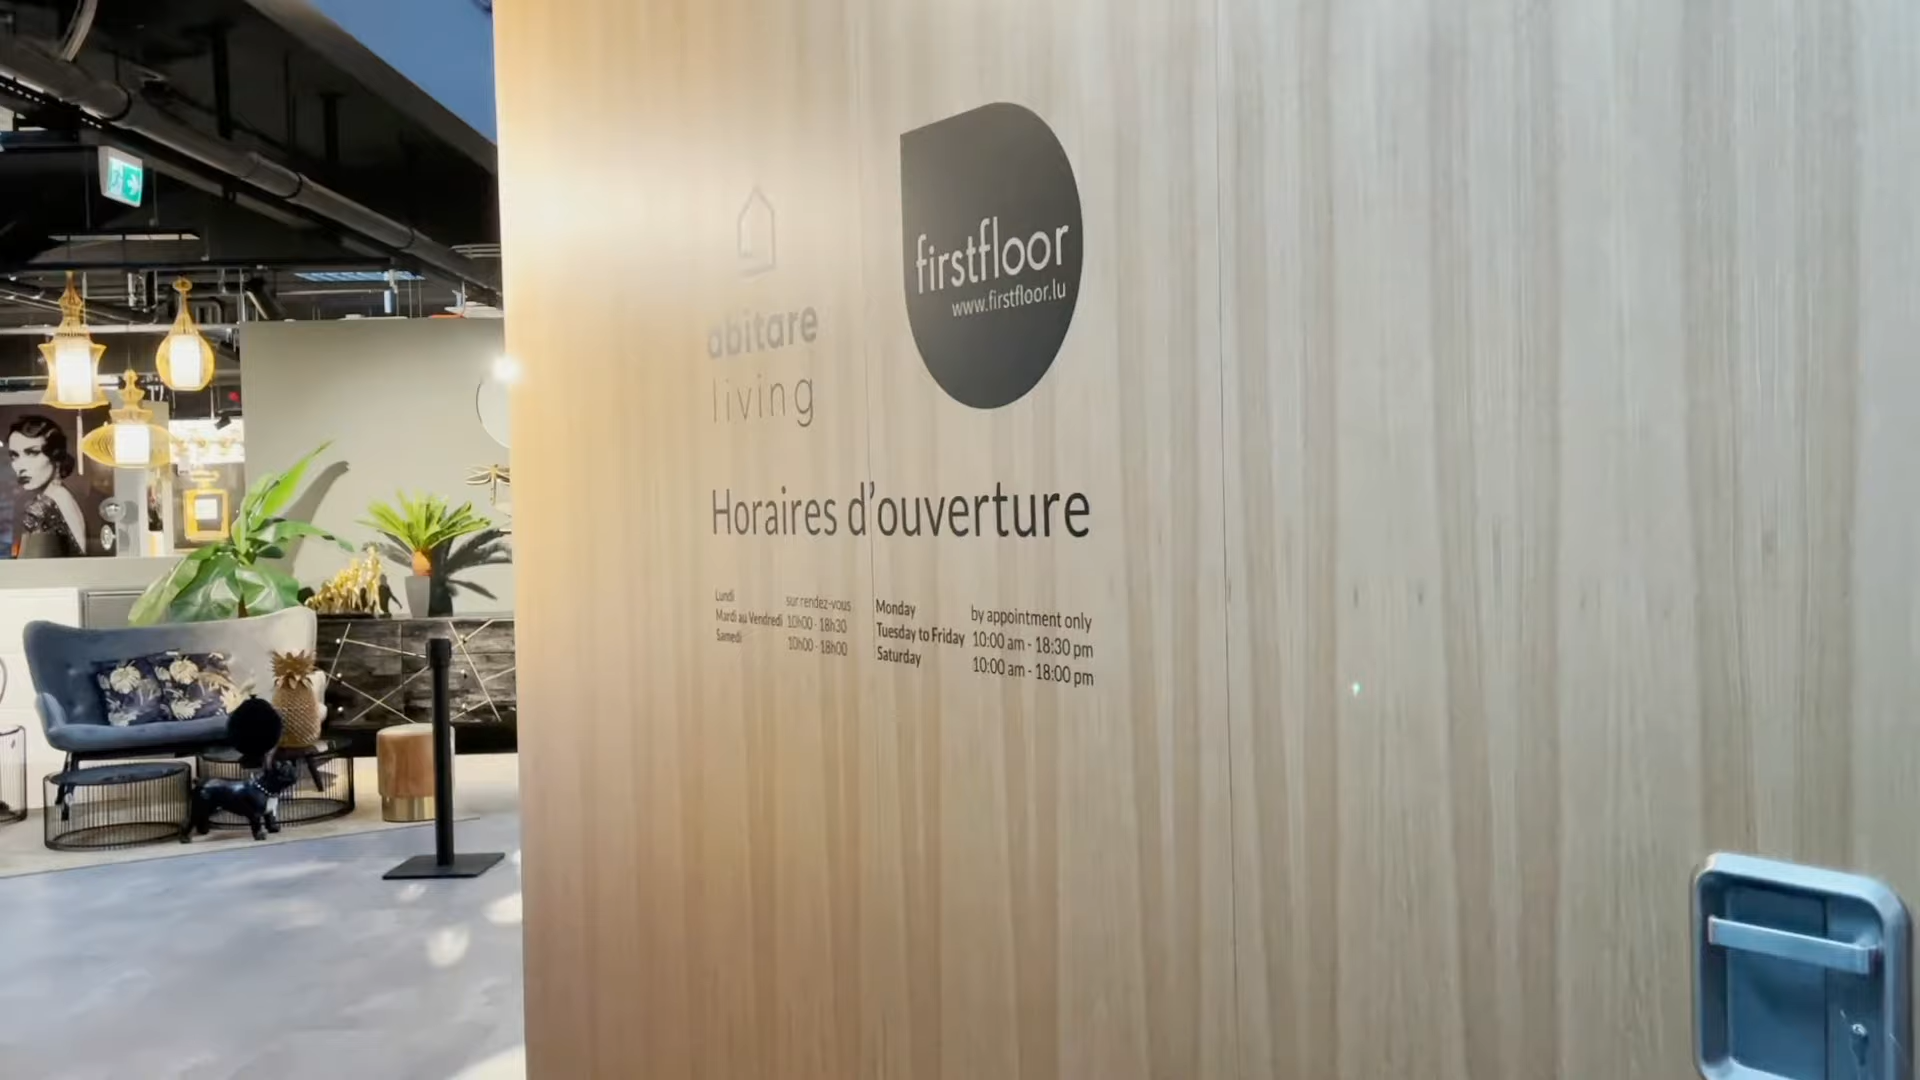 abitare
living
firstfloor
www.firstfloor.lu
Horaires d'ouverture
Lundi sur rendez-vous
Mardi au Vendredi 10h00 - 18h30
Samedi 10h00 - 18h00
Monday by appointment only
Tuesday to Friday 10:00 am - 18:30 pm
Saturday 10:00 am - 18:00 pm